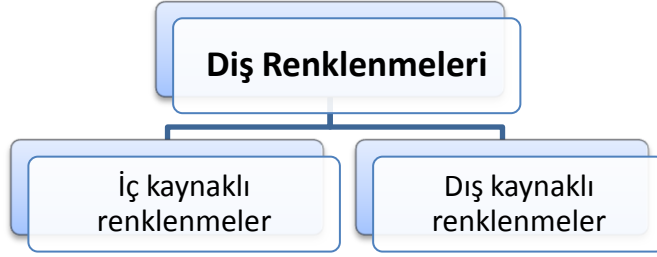 Diş Renklenmeleri
İç kaynaklı
renklenmeler
Dış kaynaklı
renklenmeler